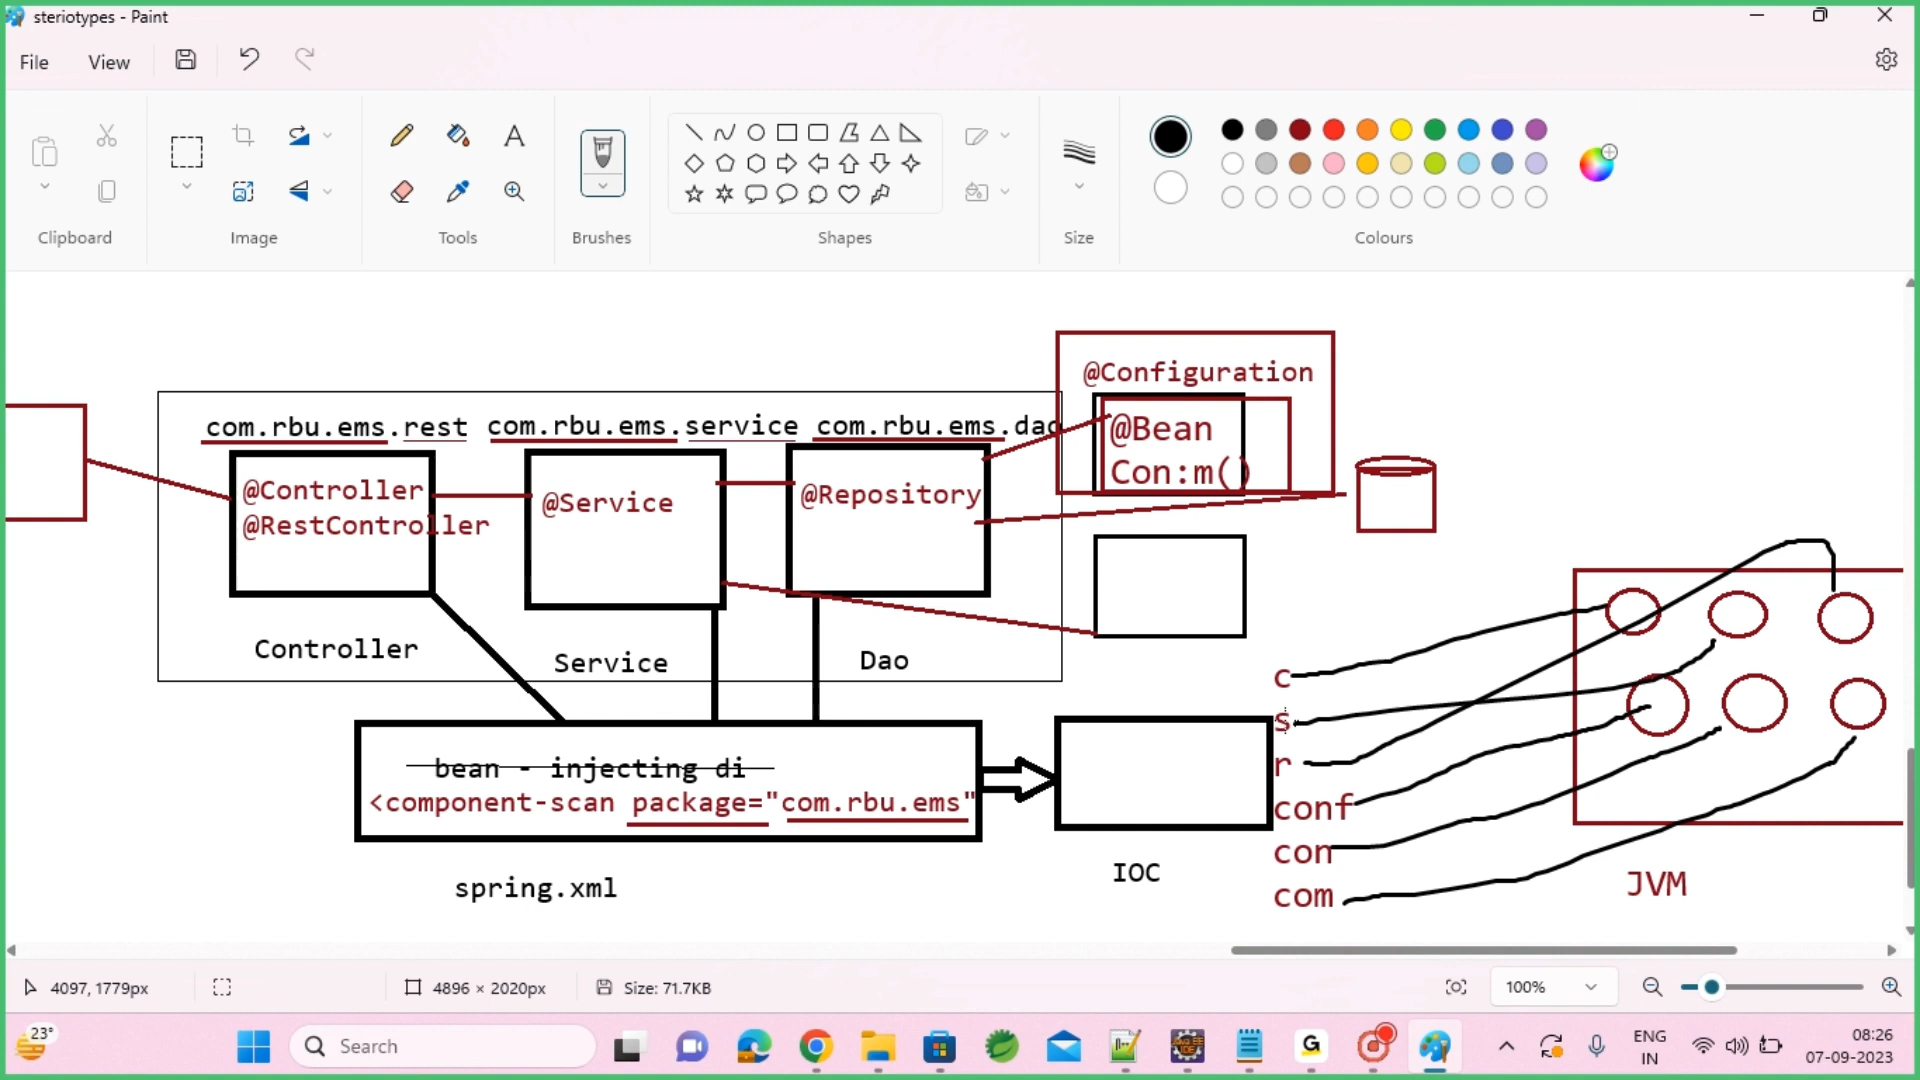 steriotypes - Paint
File View
Clipboard Image Tools Brushes Shapes Size Colours
@Configuration
com.rbu.ems.rest com.rbu.ems.service com.rbu.ems.dao
@Bean
Con:m()
@Controller
@RestController
@Service
@Repository
Controller
Service
Dao
c
s
r
conf
con
com
bean - injecting di
<component-scan package="com.rbu.ems"
spring.xml
IOC
JVM
4097, 1779px 4896 × 2020px Size: 71.7KB 100%
23°
Search
ENG
IN
08:26
07-09-2023